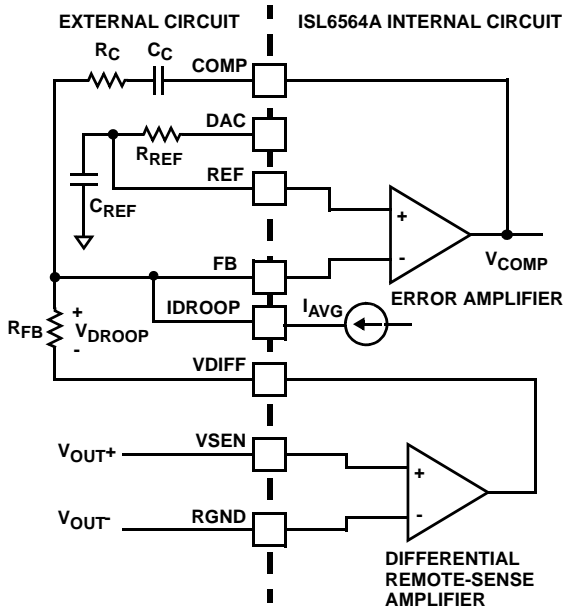 EXTERNAL CIRCUIT
ISL6564A INTERNAL CIRCUIT
RC
CC
COMP
DAC
RREF
REF
CREF
+
-
VCOMP
FB
ERROR AMPLIFIER
IDROOP
IAVG
RFB
+
VDROOP
-
VDIFF
VOUT+
VSEN
+
-
VOUT-
RGND
DIFFERENTIAL
REMOTE-SENSE
AMPLIFIER